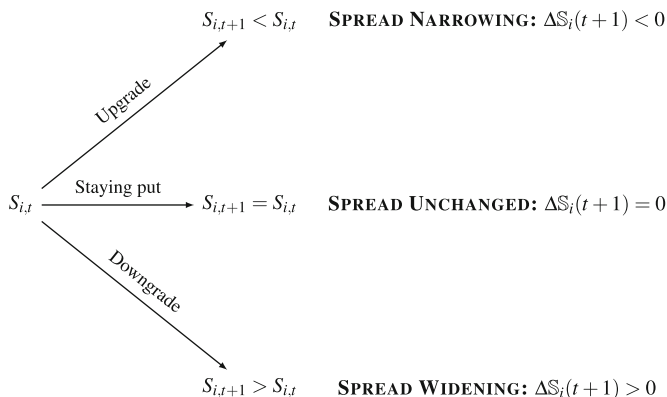 S_{i,t+1} < S_{i,t} SPREAD NARROWING: Δ𝕊_i(t+1) < 0
Upgrade
S_{i,t} Staying put S_{i,t+1} = S_{i,t} SPREAD UNCHANGED: Δ𝕊_i(t+1) = 0
Downgrade
S_{i,t+1} > S_{i,t} SPREAD WIDENING: Δ𝕊_i(t+1) > 0